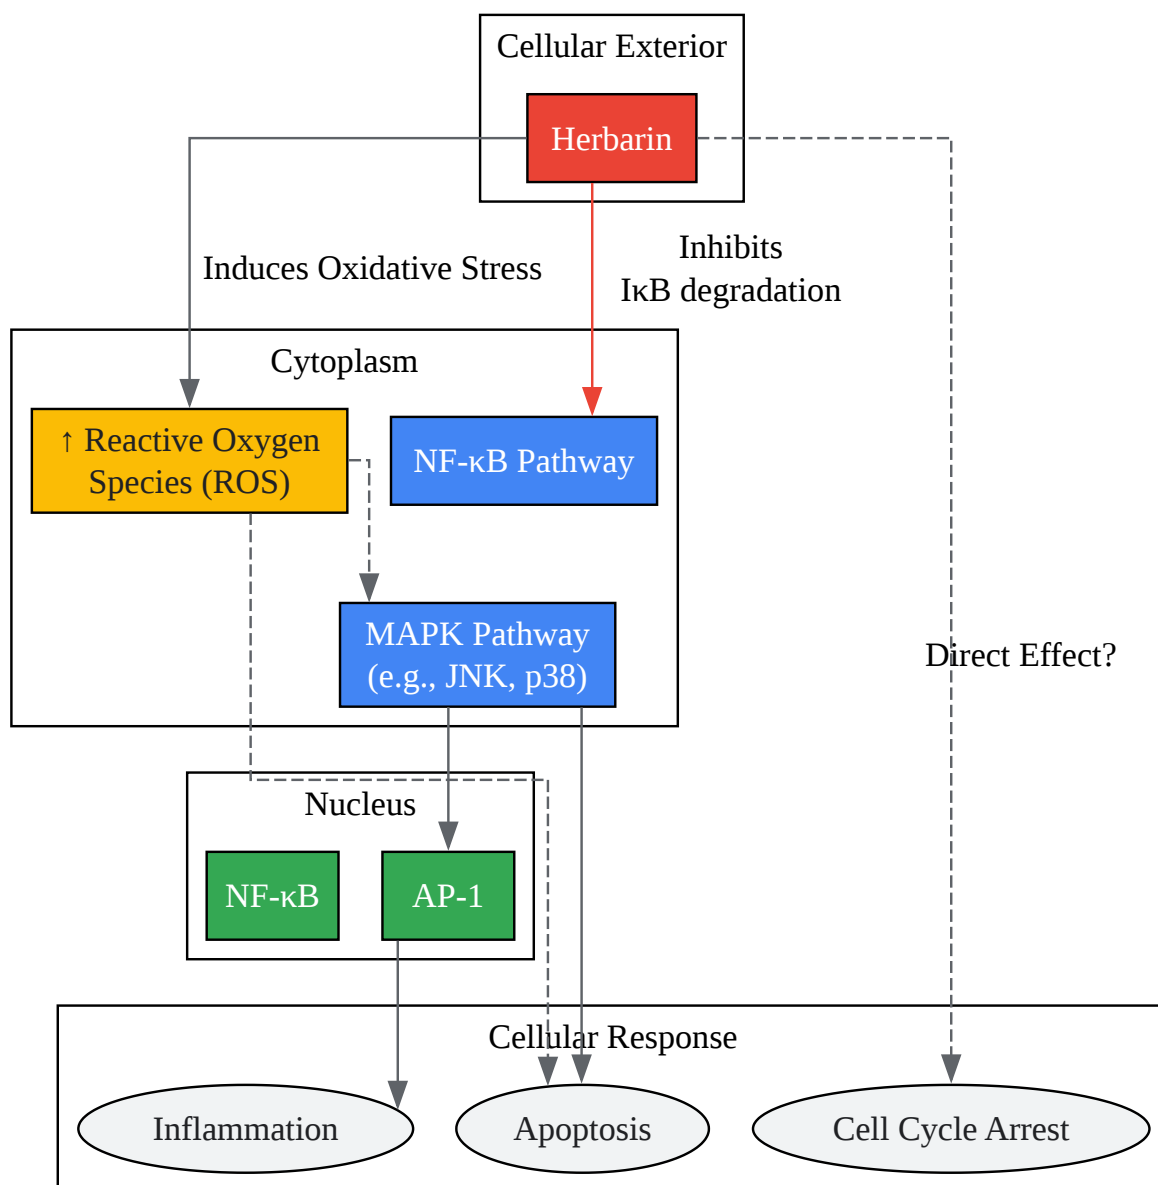 Cellular Exterior
Herbarin
Inhibits
IκB degradation
Induces Oxidative Stress
Cytoplasm
↑ Reactive Oxygen
Species (ROS)
NF-κB Pathway
MAPK Pathway
(e.g., JNK, p38)
Direct Effect?
Nucleus
NF-κB
AP-1
Cellular Response
Inflammation
Apoptosis
Cell Cycle Arrest